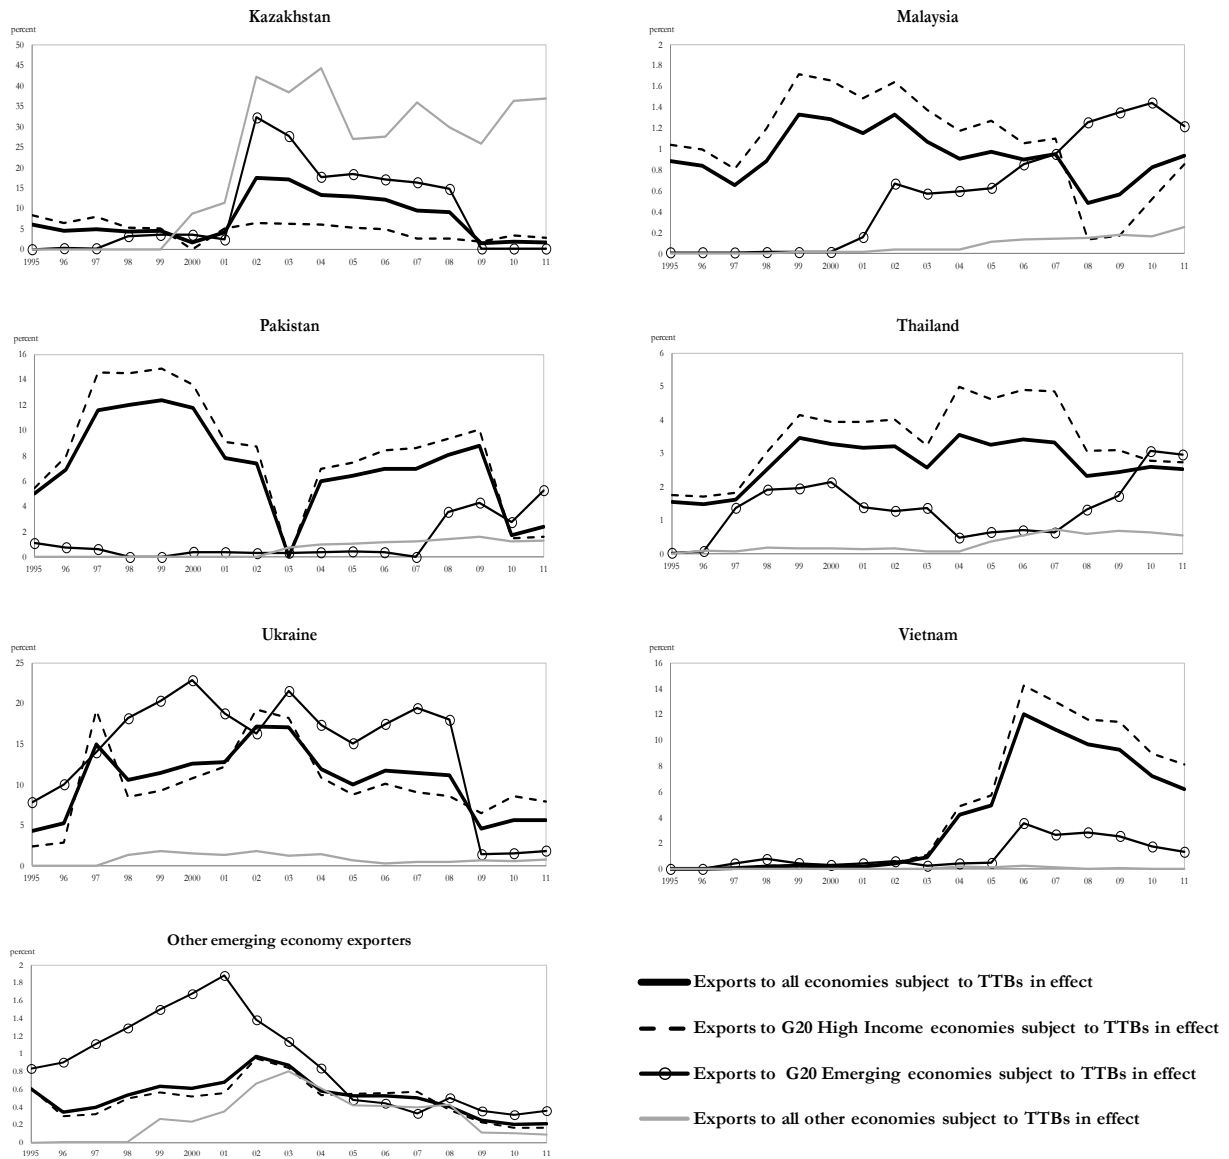 Kazakhstan
percent
50
45
40
35
30
25
20
15
10
5
0
1995 96 97 98 99 2000 01 02 03 04 05 06 07 08 09 10 11
Malaysia
percent
2
1.8
1.6
1.4
1.2
1
0.8
0.6
0.4
0.2
0
1995 96 97 98 99 2000 01 02 03 04 05 06 07 08 09 10 11
Pakistan
percent
16
14
12
10
8
6
4
2
0
1995 96 97 98 99 2000 01 02 03 04 05 06 07 08 09 10 11
Thailand
percent
6
5
4
3
2
1
0
1995 96 97 98 99 2000 01 02 03 04 05 06 07 08 09 10 11
Ukraine
percent
25
20
15
10
5
0
1995 96 97 98 99 2000 01 02 03 04 05 06 07 08 09 10 11
Vietnam
percent
16
14
12
10
8
6
4
2
0
1995 96 97 98 99 2000 01 02 03 04 05 06 07 08 09 10 11
Other emerging economy exporters
percent
2
1.8
1.6
1.4
1.2
1
0.8
0.6
0.4
0.2
0
1995 96 97 98 99 2000 01 02 03 04 05 06 07 08 09 10 11
Exports to all economies subject to TTBs in effect
Exports to G20 High Income economies subject to TTBs in effect
Exports to G20 Emerging economies subject to TTBs in effect
Exports to all other economies subject to TTBs in effect